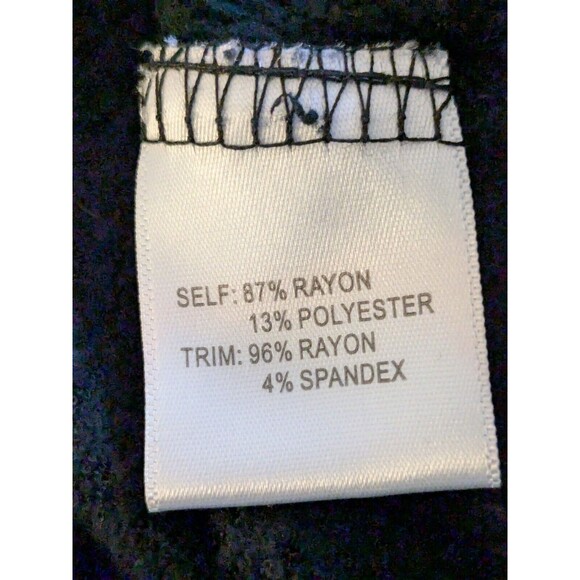 SELF: 87% RAYON
13% POLYESTER
TRIM: 96% RAYON
4% SPANDEX